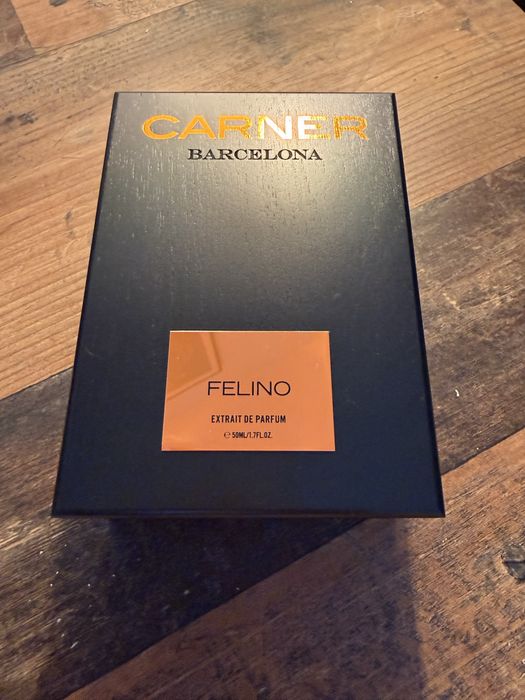 CARNER
BARCELONA
FELINO
EXTRAIT DE PARFUM
℮ 50ML/1.7FL.OZ.